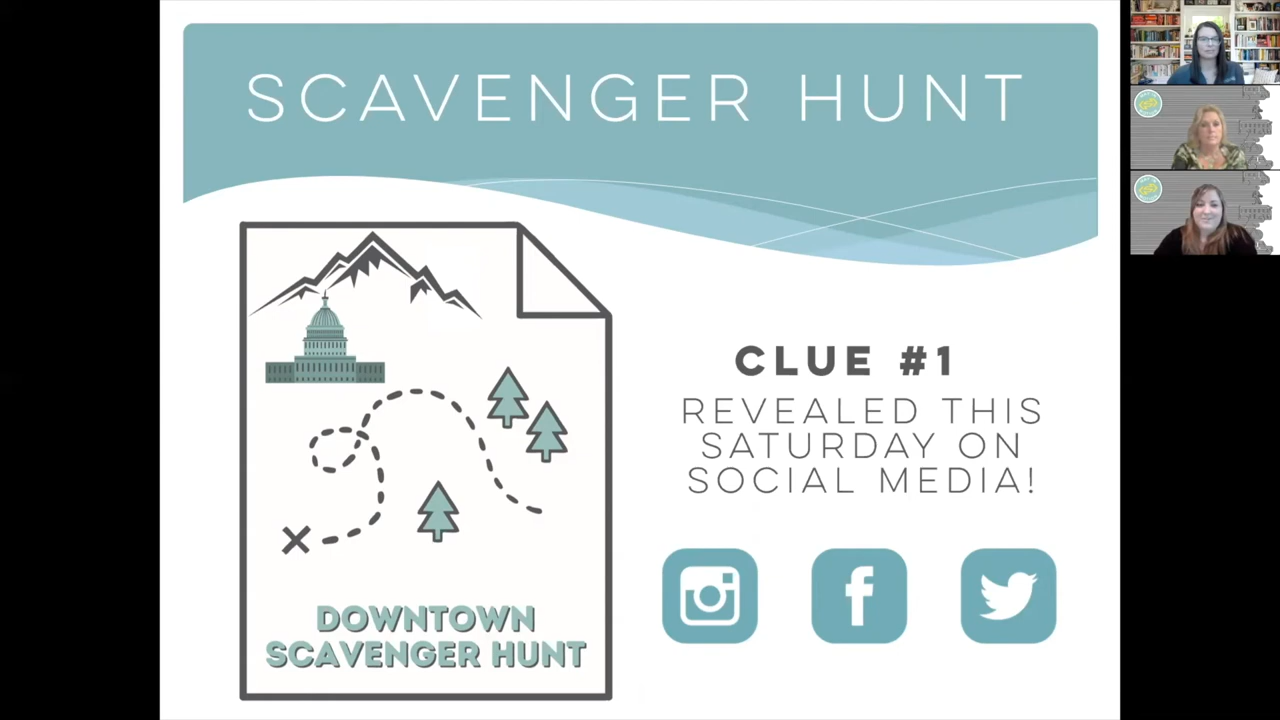 SCAVENGER HUNT
CLUE #1
REVEALED THIS
SATURDAY ON
SOCIAL MEDIA!
DOWNTOWN
SCAVENGER HUNT